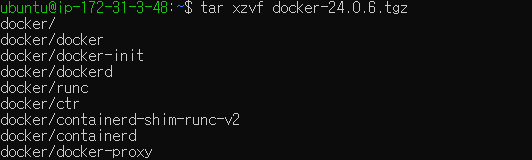 ubuntu@ip-172-31-3-48:~$ tar xzvf docker-24.0.6.tgz
docker/
docker/docker
docker/docker-init
docker/dockerd
docker/runc
docker/ctr
docker/containerd-shim-runc-v2
docker/containerd
docker/docker-proxy